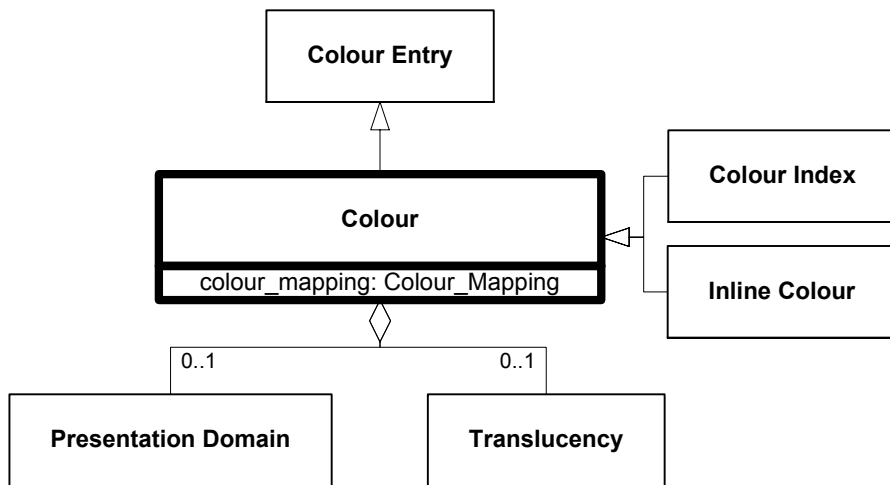 Colour Entry
Colour
colour_mapping: Colour_Mapping
Colour Index
Inline Colour
0..1
0..1
Presentation Domain
Translucency